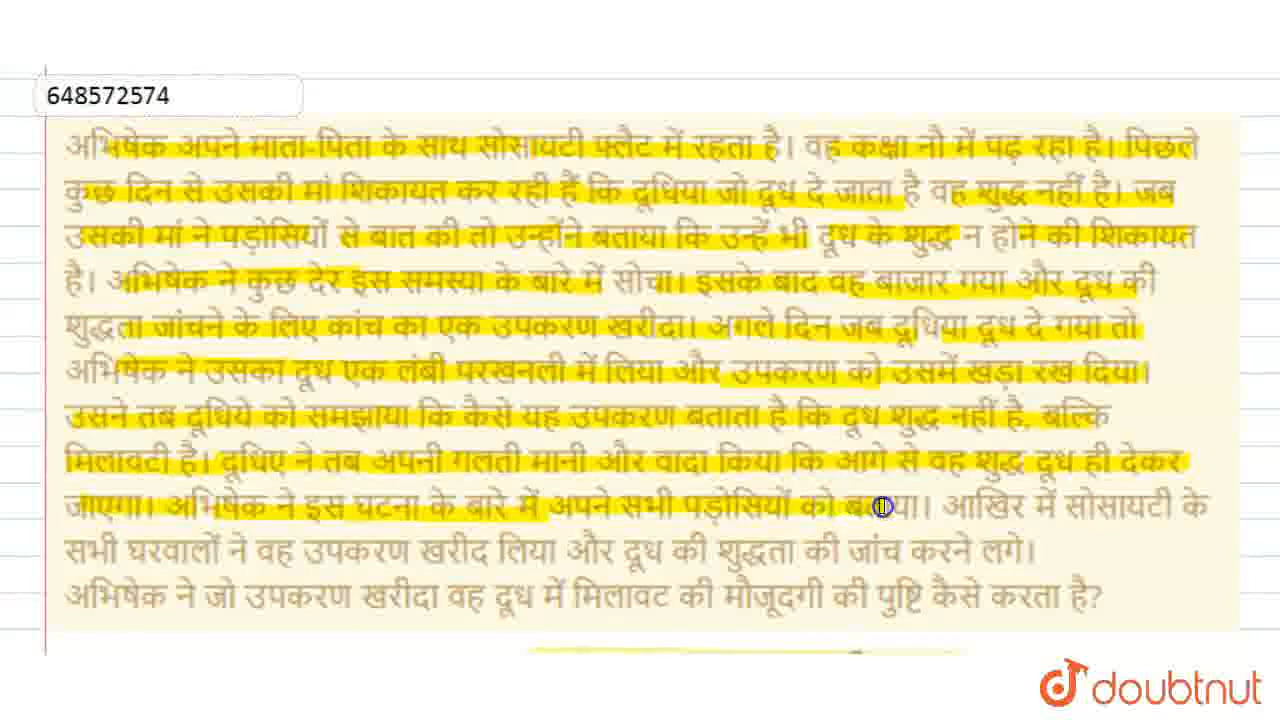 648572574
अभिषेक अपने माता-पिता के साथ सोसायटी फ्लैट में रहता है। वह कक्षा नौ में पढ़ रहा है। पिछले
कुछ दिन से उसकी मां शिकायत कर रही हैं कि दूधिया जो दूध दे जाता है वह शुद्ध नहीं है। जब
उसकी मां ने पड़ोसियों से बात की तो उन्होंने बताया कि उन्हें भी दूध के शुद्ध न होने की शिकायत
है। अभिषेक ने कुछ देर इस समस्या के बारे में सोचा। इसके बाद वह बाजार गया और दूध की
शुद्धता जांचने के लिए कांच का एक उपकरण खरीदा। अगले दिन जब दूधिया दूध दे गया तो
अभिषेक ने उसका दूध एक लंबी परखनली में लिया और उपकरण को उसमें खड़ा रख दिया।
उसने तब दूधिये को समझाया कि कैसे यह उपकरण बताता है कि दूध शुद्ध नहीं है, बल्कि
मिलावटी है। दूधिए ने तब अपनी गलती मानी और वादा किया कि आगे से वह शुद्ध दूध ही देकर
जाएगा। अभिषेक ने इस घटना के बारे में अपने सभी पड़ोसियों को बताया। आखिर में सोसायटी के
सभी घरवालों ने वह उपकरण खरीद लिया और दूध की शुद्धता की जांच करने लगे।
अभिषेक ने जो उपकरण खरीदा वह दूध में मिलावट की मौजूदगी की पुष्टि कैसे करता है?
doubtnut